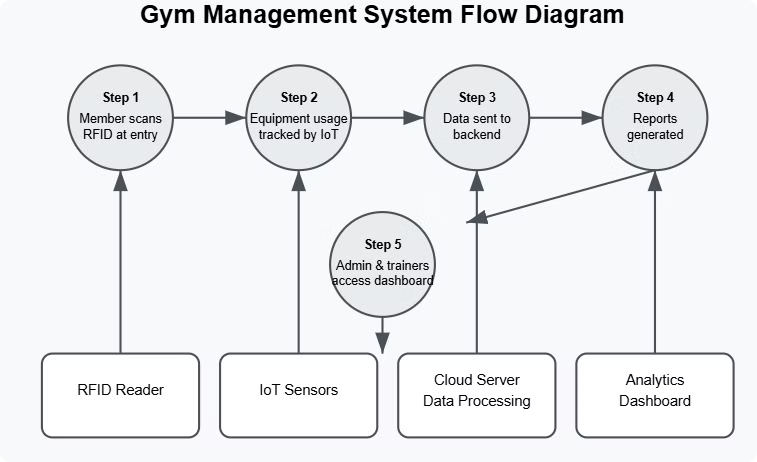 Gym Management System Flow Diagram
Step 1
Member scans
RFID at entry
Step 2
Equipment usage
tracked by IoT
Step 3
Data sent to
backend
Step 4
Reports
generated
Step 5
Admin & trainers
access dashboard
RFID Reader
IoT Sensors
Cloud Server
Data Processing
Analytics
Dashboard